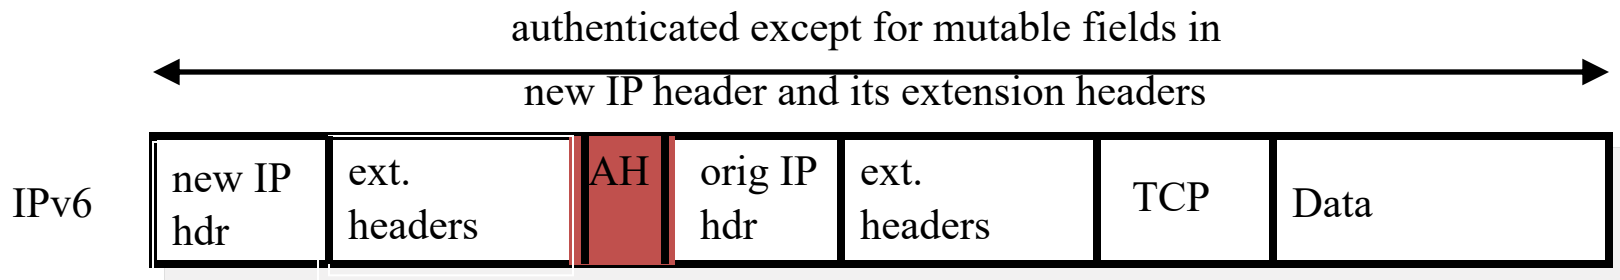 authenticated except for mutable fields in
new IP header and its extension headers
IPv6
new IP
hdr
ext.
headers
AH
orig IP
hdr
ext.
headers
TCP
Data